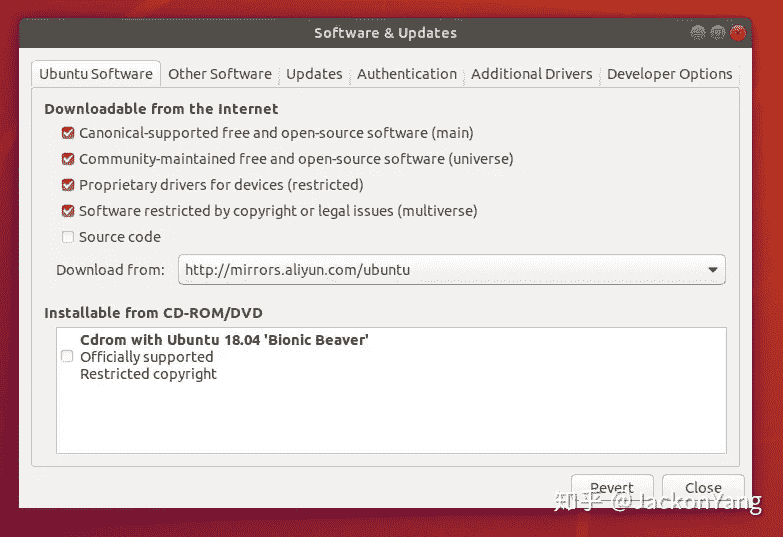 Software & Updates
Ubuntu Software Other Software Updates Authentication Additional Drivers Developer Options
Downloadable from the Internet
Canonical-supported free and open-source software (main)
Community-maintained free and open-source software (universe)
Proprietary drivers for devices (restricted)
Software restricted by copyright or legal issues (multiverse)
Source code
Download from: http://mirrors.aliyun.com/ubuntu
Installable from CD-ROM/DVD
Cdrom with Ubuntu 18.04 'Bionic Beaver'
Officially supported
Restricted copyright
Revert Close
知乎 @JackonYang